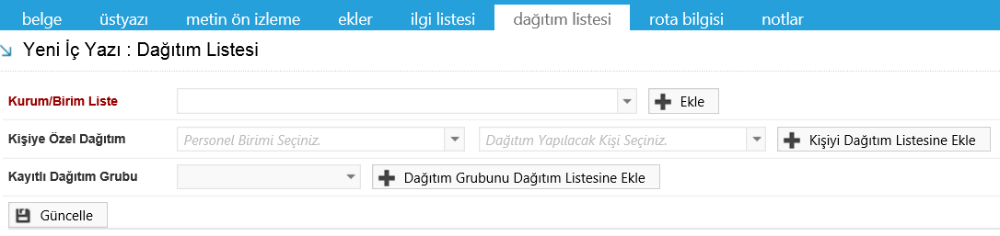 belge üstyazı metin ön izleme ekler ilgi listesi dağıtım listesi rota bilgisi notlar
Yeni İç Yazı : Dağıtım Listesi
Kurum/Birim Liste Ekle
Kişiye Özel Dağıtım Personel Birimi Seçiniz. Dağıtım Yapılacak Kişi Seçiniz. Kişiyi Dağıtım Listesine Ekle
Kayıtlı Dağıtım Grubu Dağıtım Grubunu Dağıtım Listesine Ekle
Güncelle